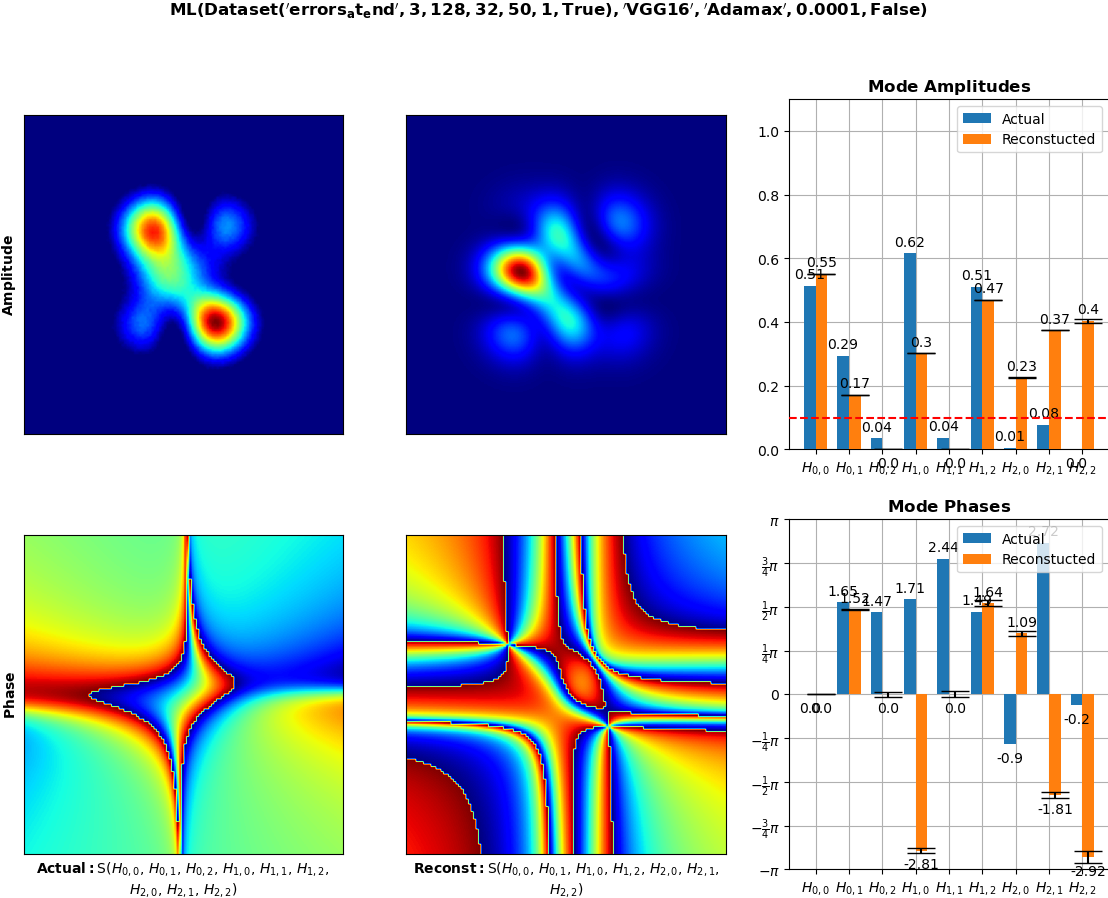 ML(Dataset('errors_at_end', 3, 128, 32, 50, 1, True), 'VGG16', 'Adamax', 0.0001, False)
Amplitude
Mode Amplitudes
Actual
Reconstucted
1.0
0.8
0.6
0.4
0.2
0.0
0.51 0.55 0.29 0.17 0.04 0.0 0.62 0.3 0.04 0.0 0.51 0.47 0.01 0.23 0.08 0.37 0.0 0.4
H0,0 H0,1 H0,2 H1,0 H1,1 H1,2 H2,0 H2,1 H2,2
Phase
Mode Phases
Actual
Reconstucted
π
3/4π
1/2π
1/4π
0
−1/4π
−1/2π
−3/4π
−π
0.0 0.0 1.65 1.52 1.47 0.0 1.71 -2.81 2.44 0.0 1.49 1.64 -0.9 1.09 2.72 -1.81 -0.2 -2.92
H0,0 H0,1 H0,2 H1,0 H1,1 H1,2 H2,0 H2,1 H2,2
Actual: S(H0,0, H0,1, H0,2, H1,0, H1,1, H1,2,
H2,0, H2,1, H2,2)
Reconst: S(H0,0, H0,1, H1,0, H1,2, H2,0, H2,1,
H2,2)